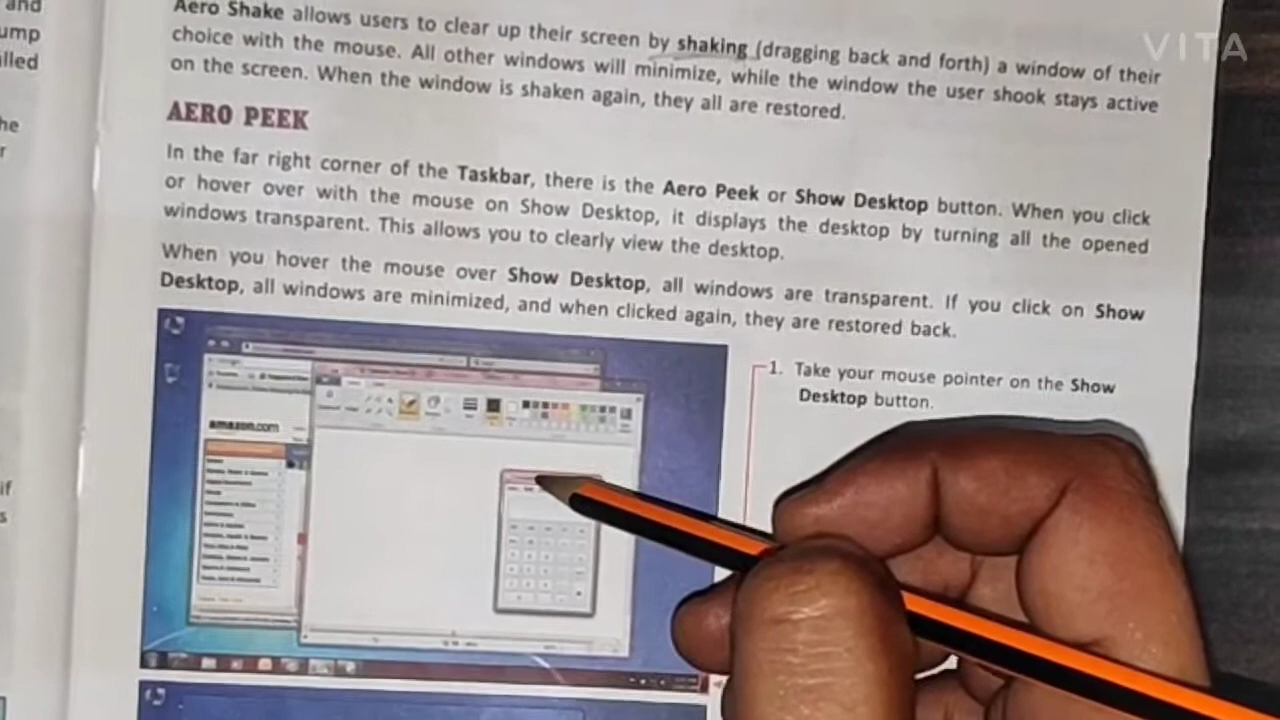 and
ump
lled
he
r
if
s
Aero Shake allows users to clear up their screen by shaking (dragging back and forth) a window of their
choice with the mouse. All other windows will minimize, while the window the user shook stays active
on the screen. When the window is shaken again, they all are restored.
VITA
AERO PEEK
In the far right corner of the Taskbar, there is the Aero Peek or Show Desktop button. When you click
or hover over with the mouse on Show Desktop, it displays the desktop by turning all the opened
windows transparent. This allows you to clearly view the desktop.
When you hover the mouse over Show Desktop, all windows are transparent. If you click on Show
Desktop, all windows are minimized, and when clicked again, they are restored back.
amazon.com
1. Take your mouse pointer on the Show
Desktop button.